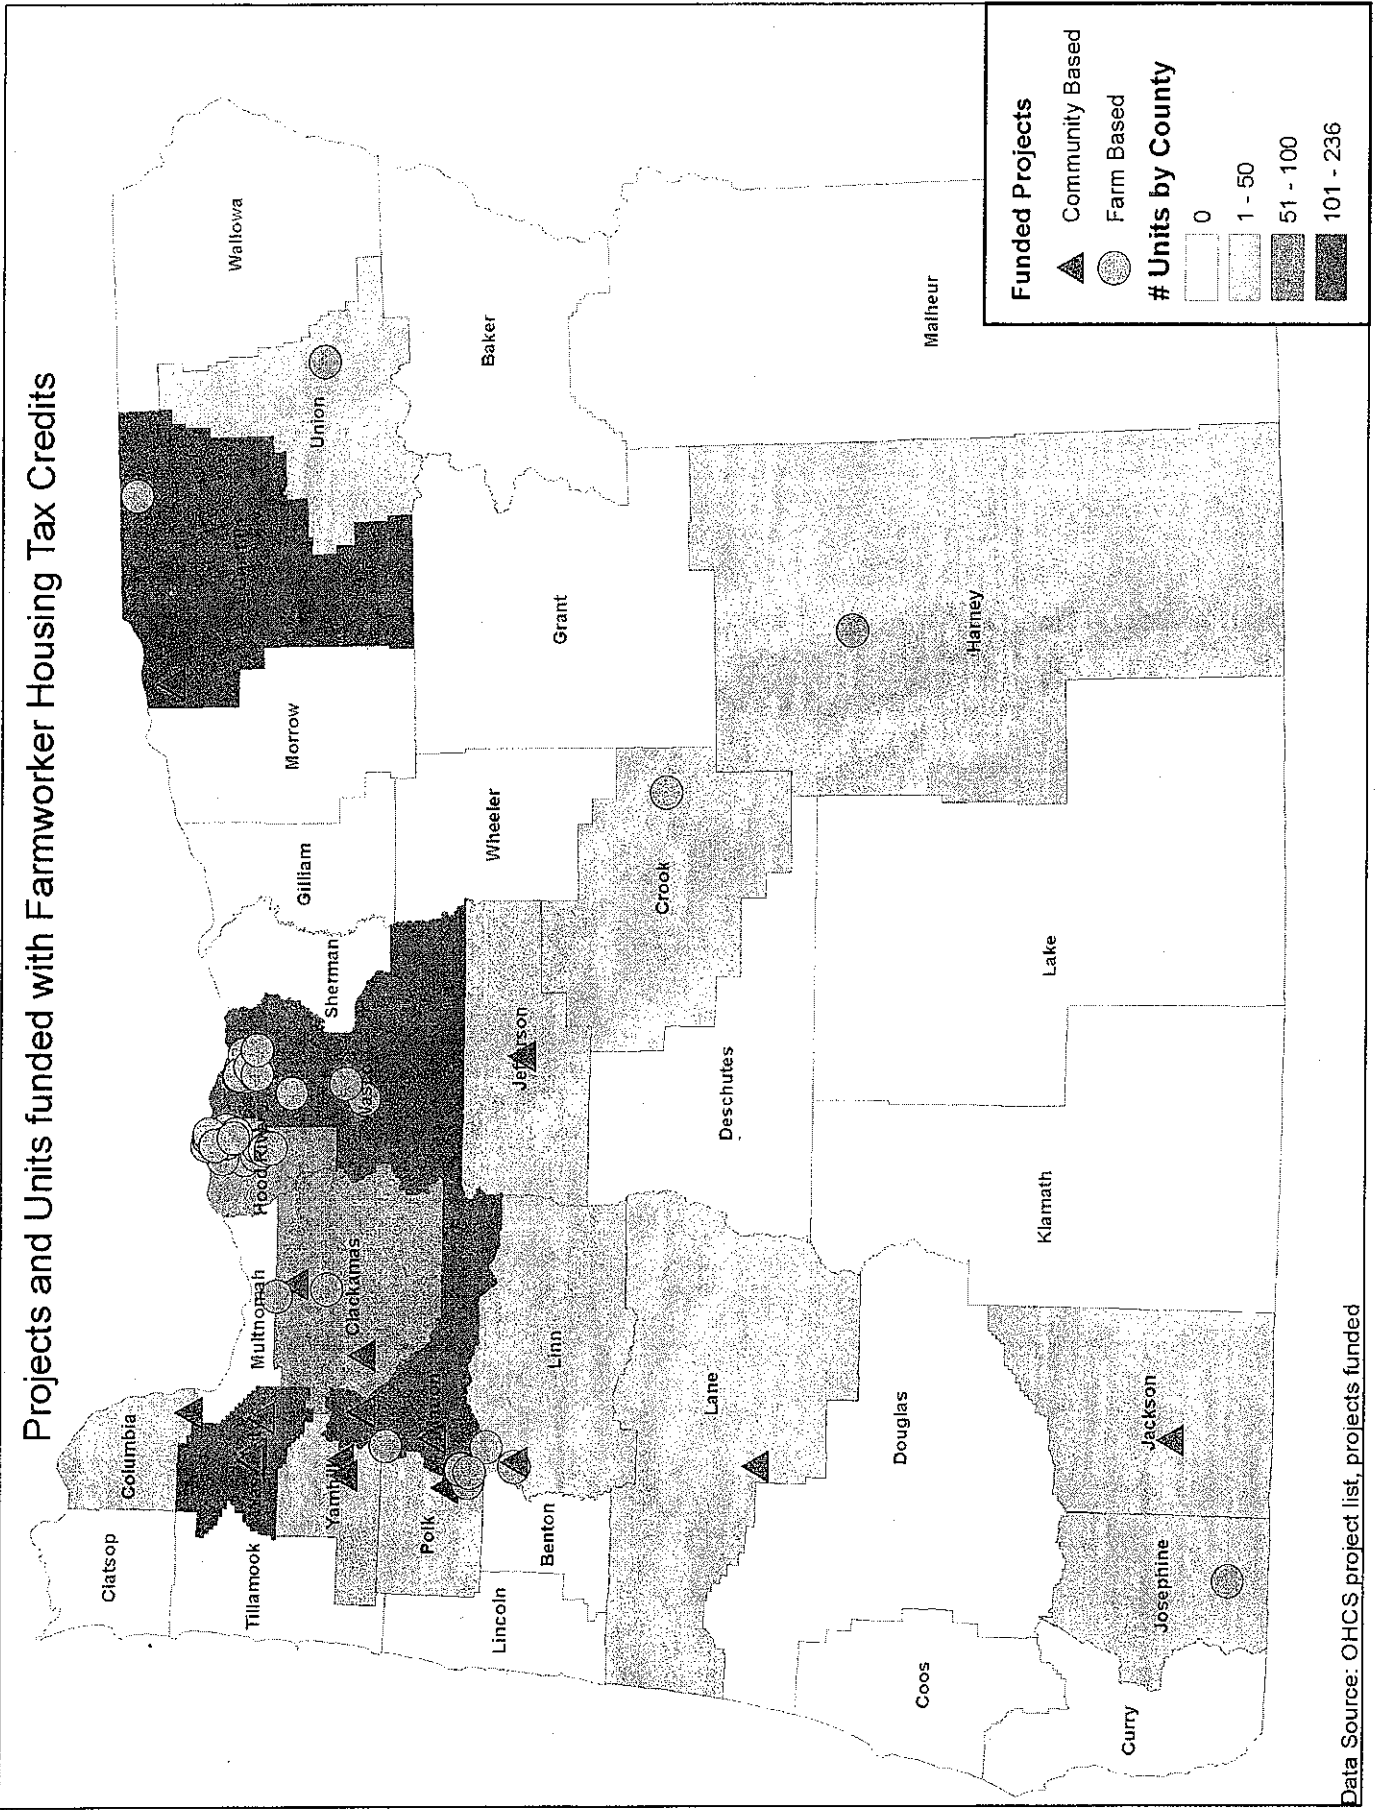 Projects and Units funded with Farmworker Housing Tax Credits
Clatsop
Columbia
Tillamook
Multnomah
Hood River
Sherman
Gilliam
Morrow
Union
Wallowa
Yamhill
Clackamas
Polk
Lincoln
Benton
Linn
Jefferson
Wheeler
Grant
Baker
Crook
Lane
Deschutes
Harney
Malheur
Douglas
Coos
Klamath
Lake
Curry
Josephine
Jackson
Funded Projects
Community Based
Farm Based
# Units by County
0
1 - 50
51 - 100
101 - 236
Data Source: OHCS project list, projects funded